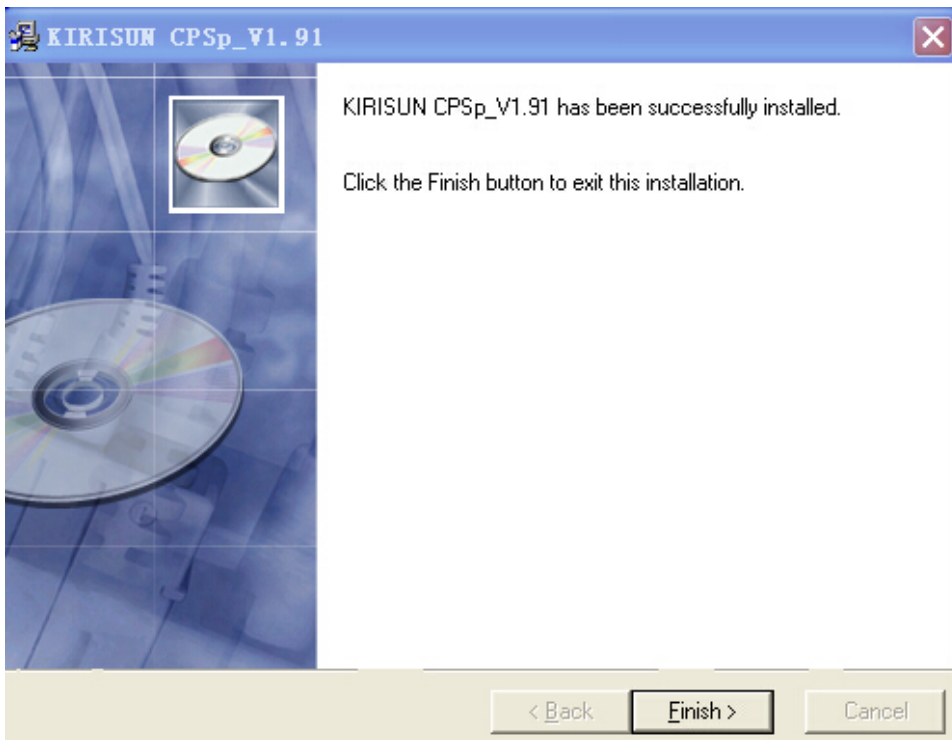 KIRISUN CPSp_V1.91
KIRISUN CPSp_V1.91 has been successfully installed.
Click the Finish button to exit this installation.
< Back Finish > Cancel